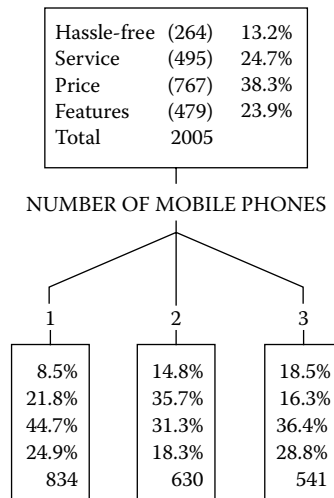 Hassle-free (264) 13.2%
Service (495) 24.7%
Price (767) 38.3%
Features (479) 23.9%
Total 2005
NUMBER OF MOBILE PHONES
1 2 3
8.5% 14.8% 18.5%
21.8% 35.7% 16.3%
44.7% 31.3% 36.4%
24.9% 18.3% 28.8%
834 630 541